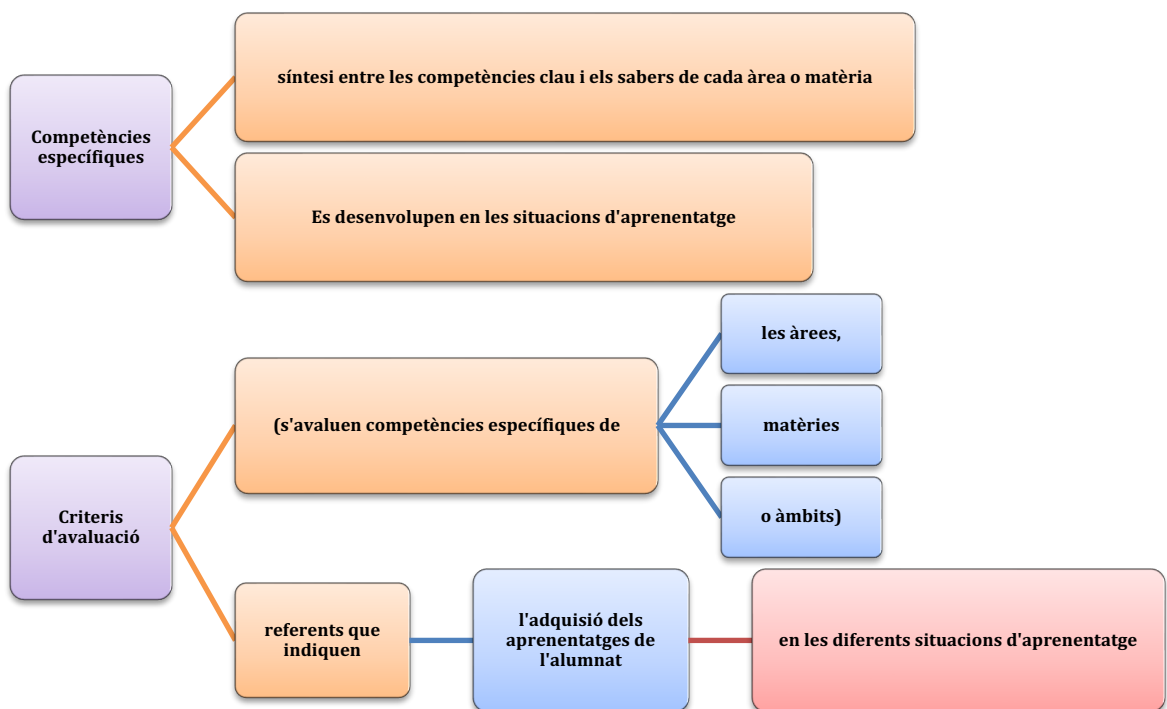 Competències
específiques
síntesi entre les competències clau i els sabers de cada àrea o matèria
Es desenvolupen en les situacions d'aprenentatge
Criteris
d'avaluació
(s'avaluen competències específiques de
les àrees,
matèries
o àmbits)
referents que
indiquen
l'adquisió dels
aprenentatges de
l'alumnat
en les diferents situacions d'aprenentatge